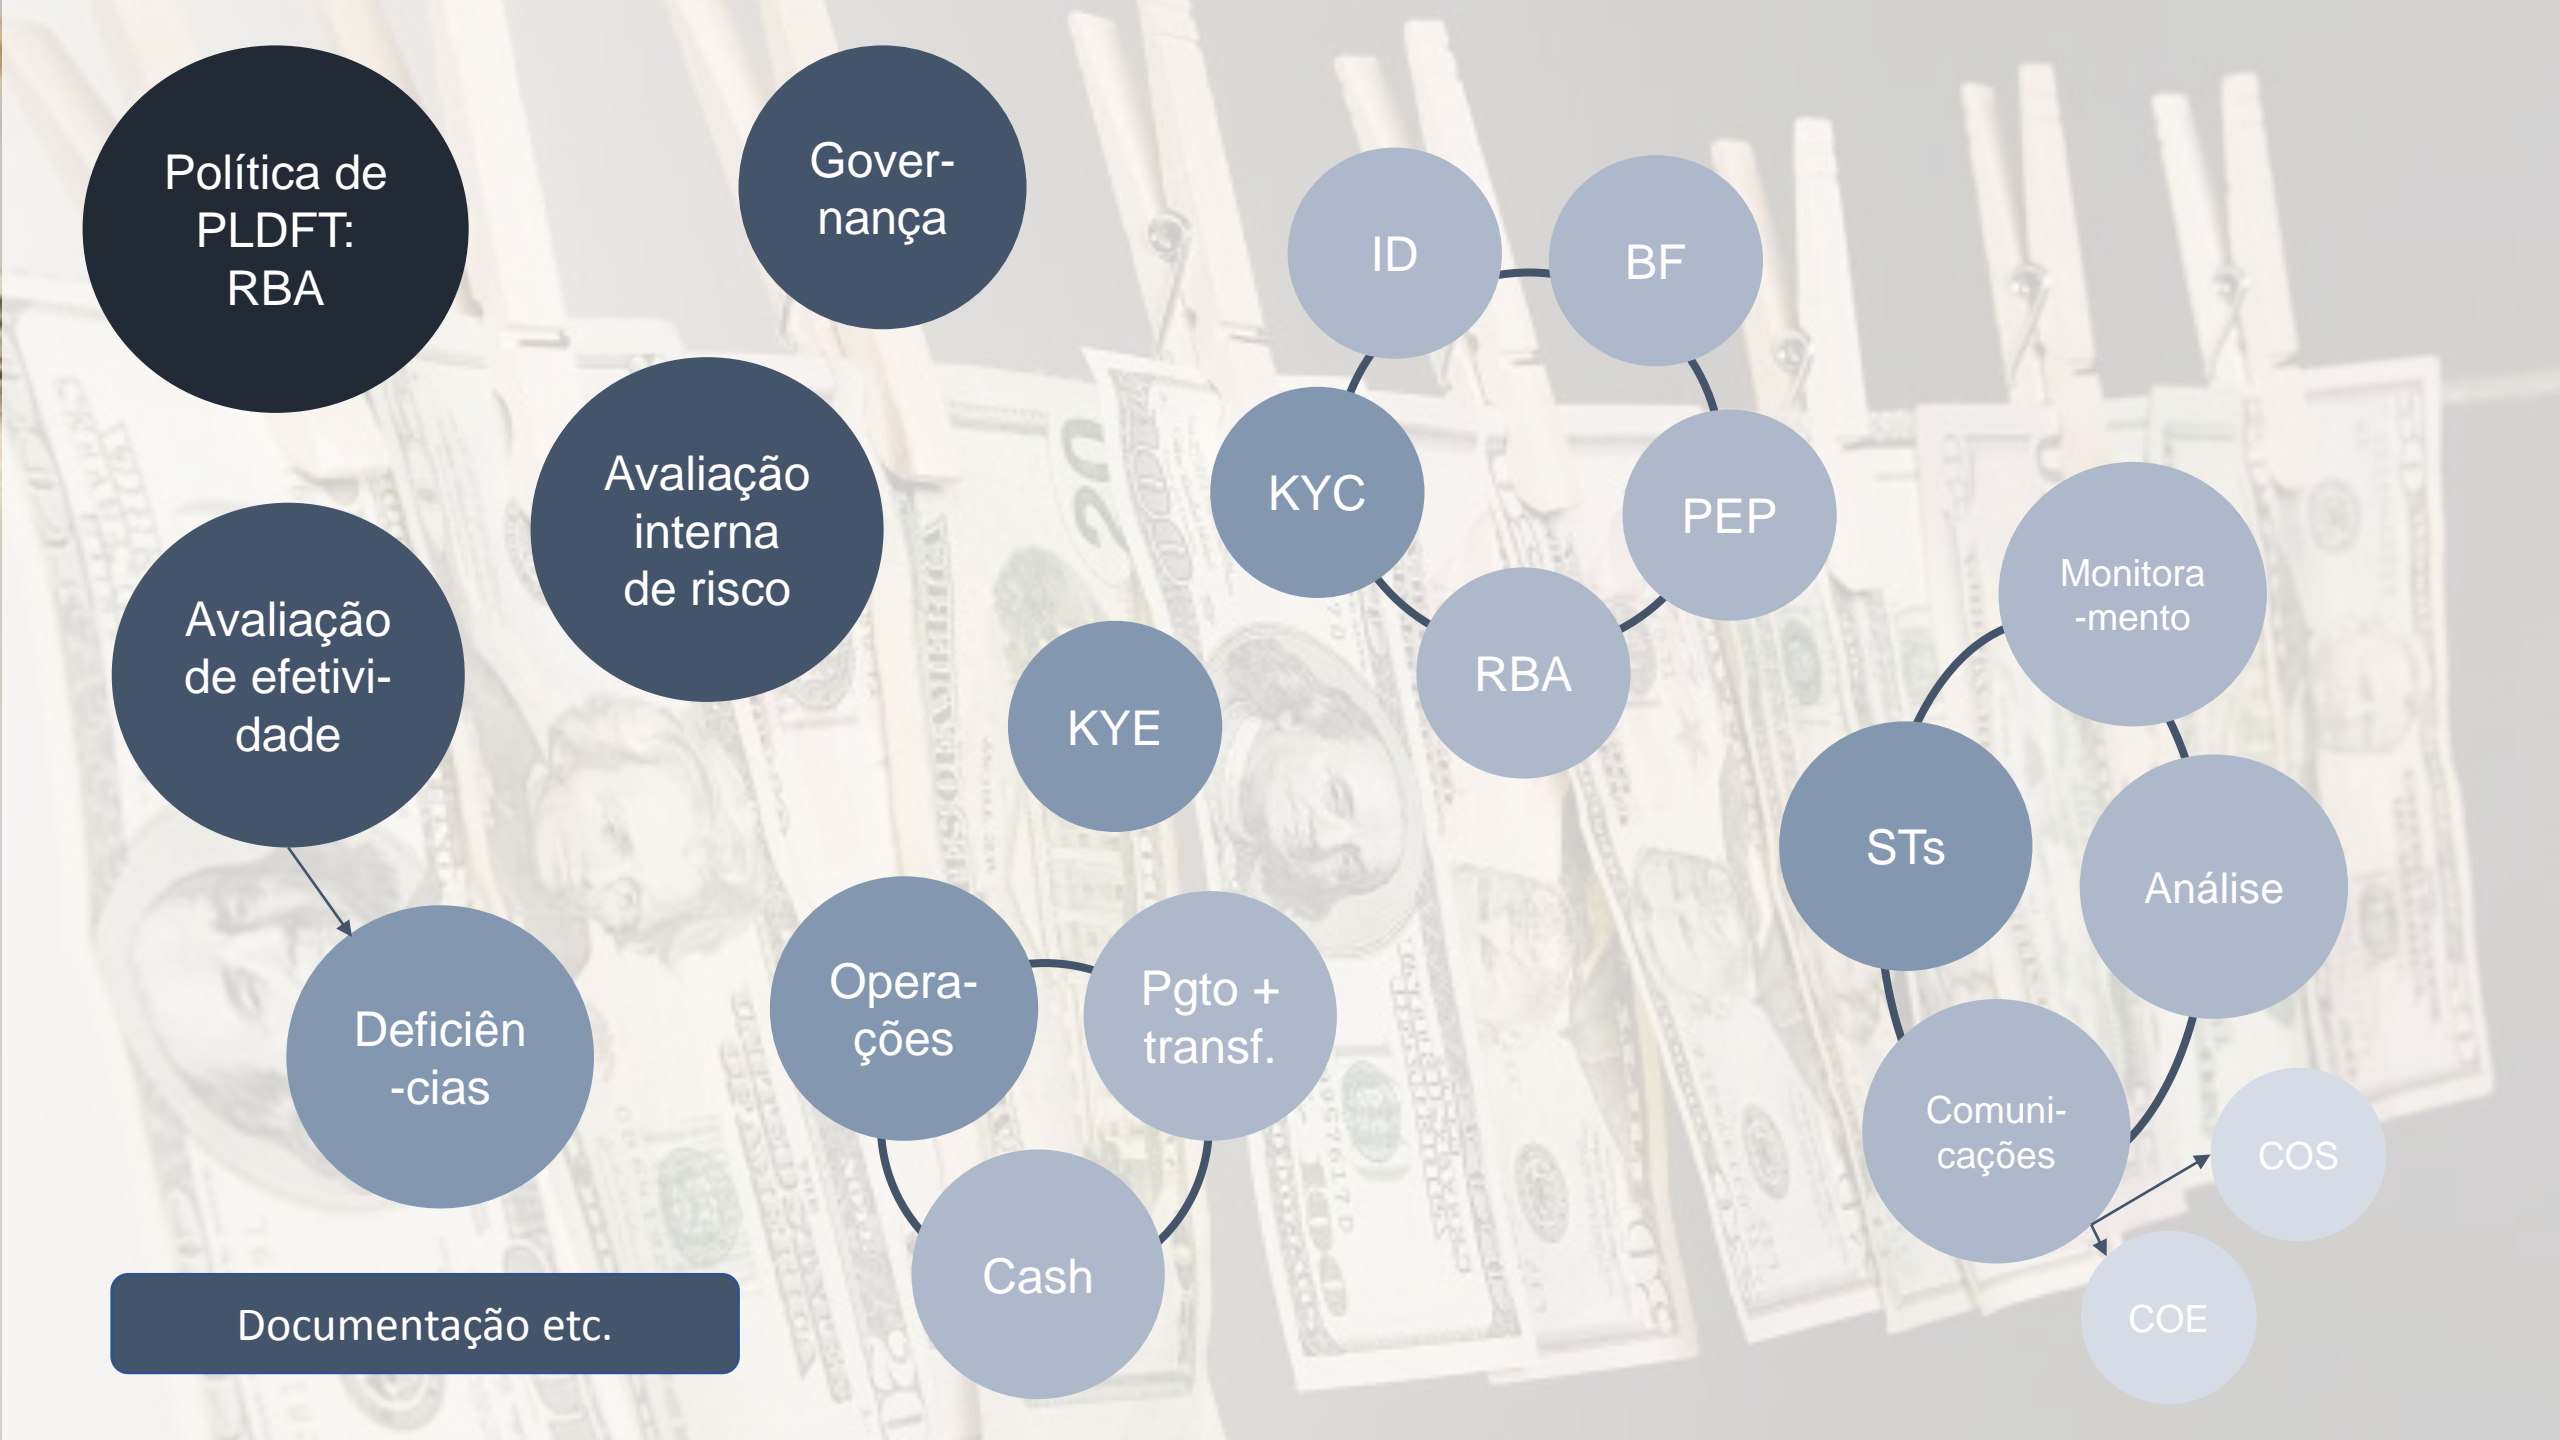 Política de
PLDFT:
RBA
Gover-
nança
Avaliação
interna
de risco
Avaliação
de efetivi-
dade
Deficiên
-cias
Documentação etc.
ID
BF
KYC
PEP
RBA
KYE
Opera-
ções
Pgto +
transf.
Cash
Monitora
-mento
STs
Análise
Comuni-
cações
COS
COE